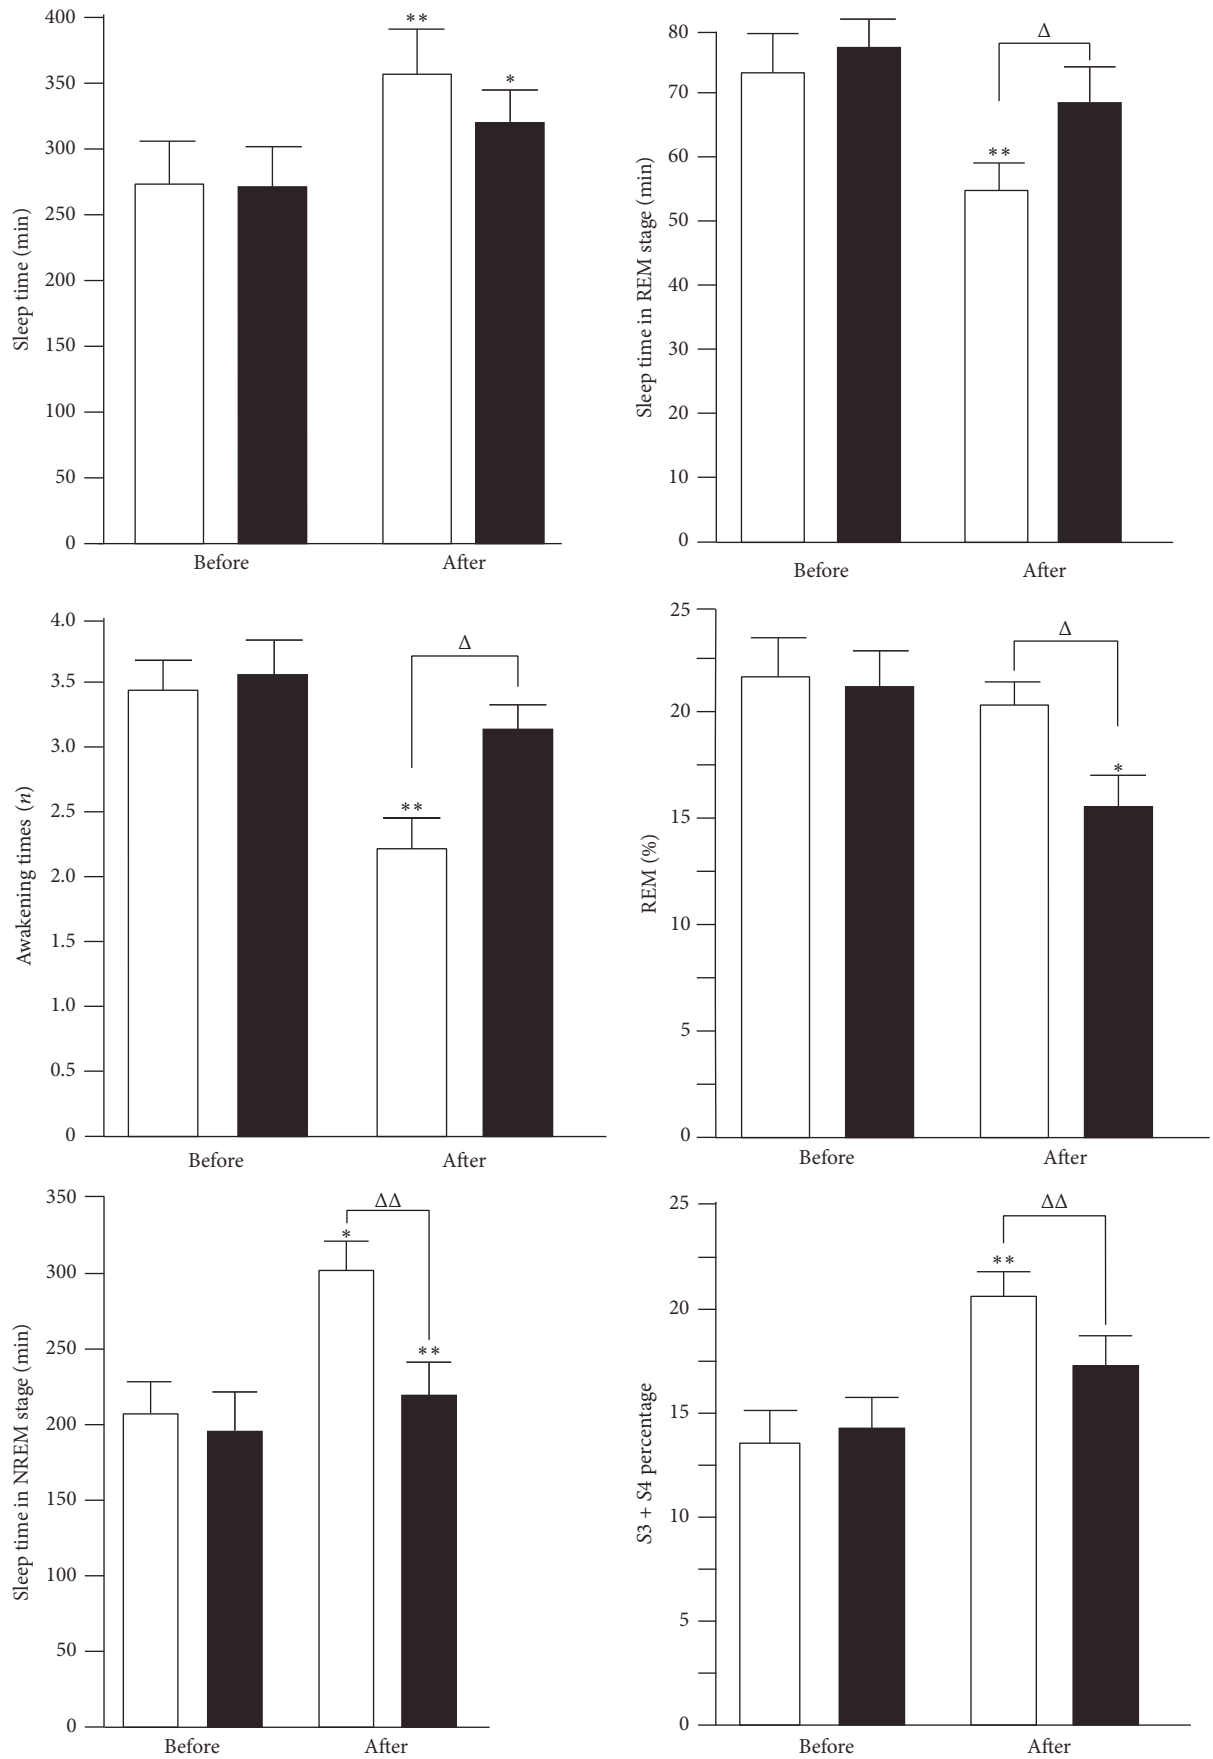 Sleep time (min)
400
350
300
250
200
150
100
50
0
**
*
Before
After
Sleep time in REM stage (min)
80
70
60
50
40
30
20
10
0
Δ
**
Before
After
Awakening times (n)
4.0
3.5
3.0
2.5
2.0
1.5
1.0
0.5
0
Δ
**
Before
After
REM (%)
25
20
15
10
5
0
Δ
*
Before
After
Sleep time in NREM stage (min)
350
300
250
200
150
100
50
0
ΔΔ
*
**
Before
After
S3 + S4 percentage
25
20
15
10
5
0
ΔΔ
**
Before
After